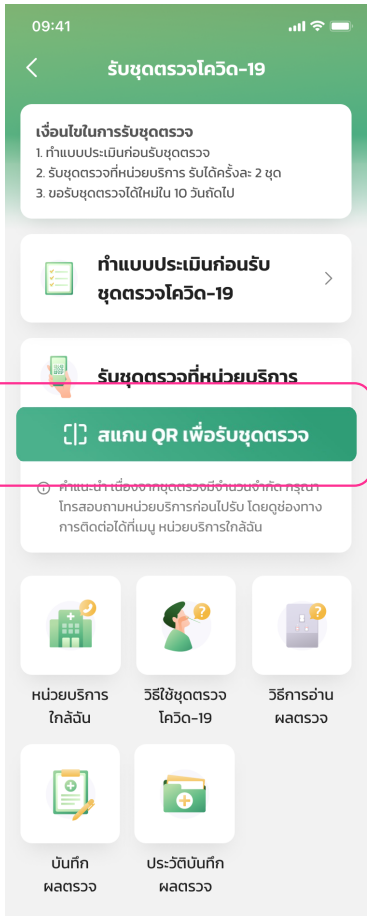 09:41
รับชุดตรวจโควิด-19
เงื่อนไขในการรับชุดตรวจ
1. ทำแบบประเมินก่อนรับชุดตรวจ
2. รับชุดตรวจที่หน่วยบริการ รับได้ครั้งละ 2 ชุด
3. ขอรับชุดตรวจได้ใหม่ใน 10 วันถัดไป
ทำแบบประเมินก่อนรับ
ชุดตรวจโควิด-19
รับชุดตรวจที่หน่วยบริการ
สแกน QR เพื่อรับชุดตรวจ
คำแนะนำ เนื่องจากชุดตรวจมีจำนวนจำกัด กรุณา
โทรสอบถามหน่วยบริการก่อนไปรับ โดยดูช่องทาง
การติดต่อได้ที่เมนู หน่วยบริการใกล้ฉัน
หน่วยบริการ
ใกล้ฉัน
วิธีใช้ชุดตรวจ
โควิด-19
วิธีการอ่าน
ผลตรวจ
บันทึก
ผลตรวจ
ประวัติบันทึก
ผลตรวจ